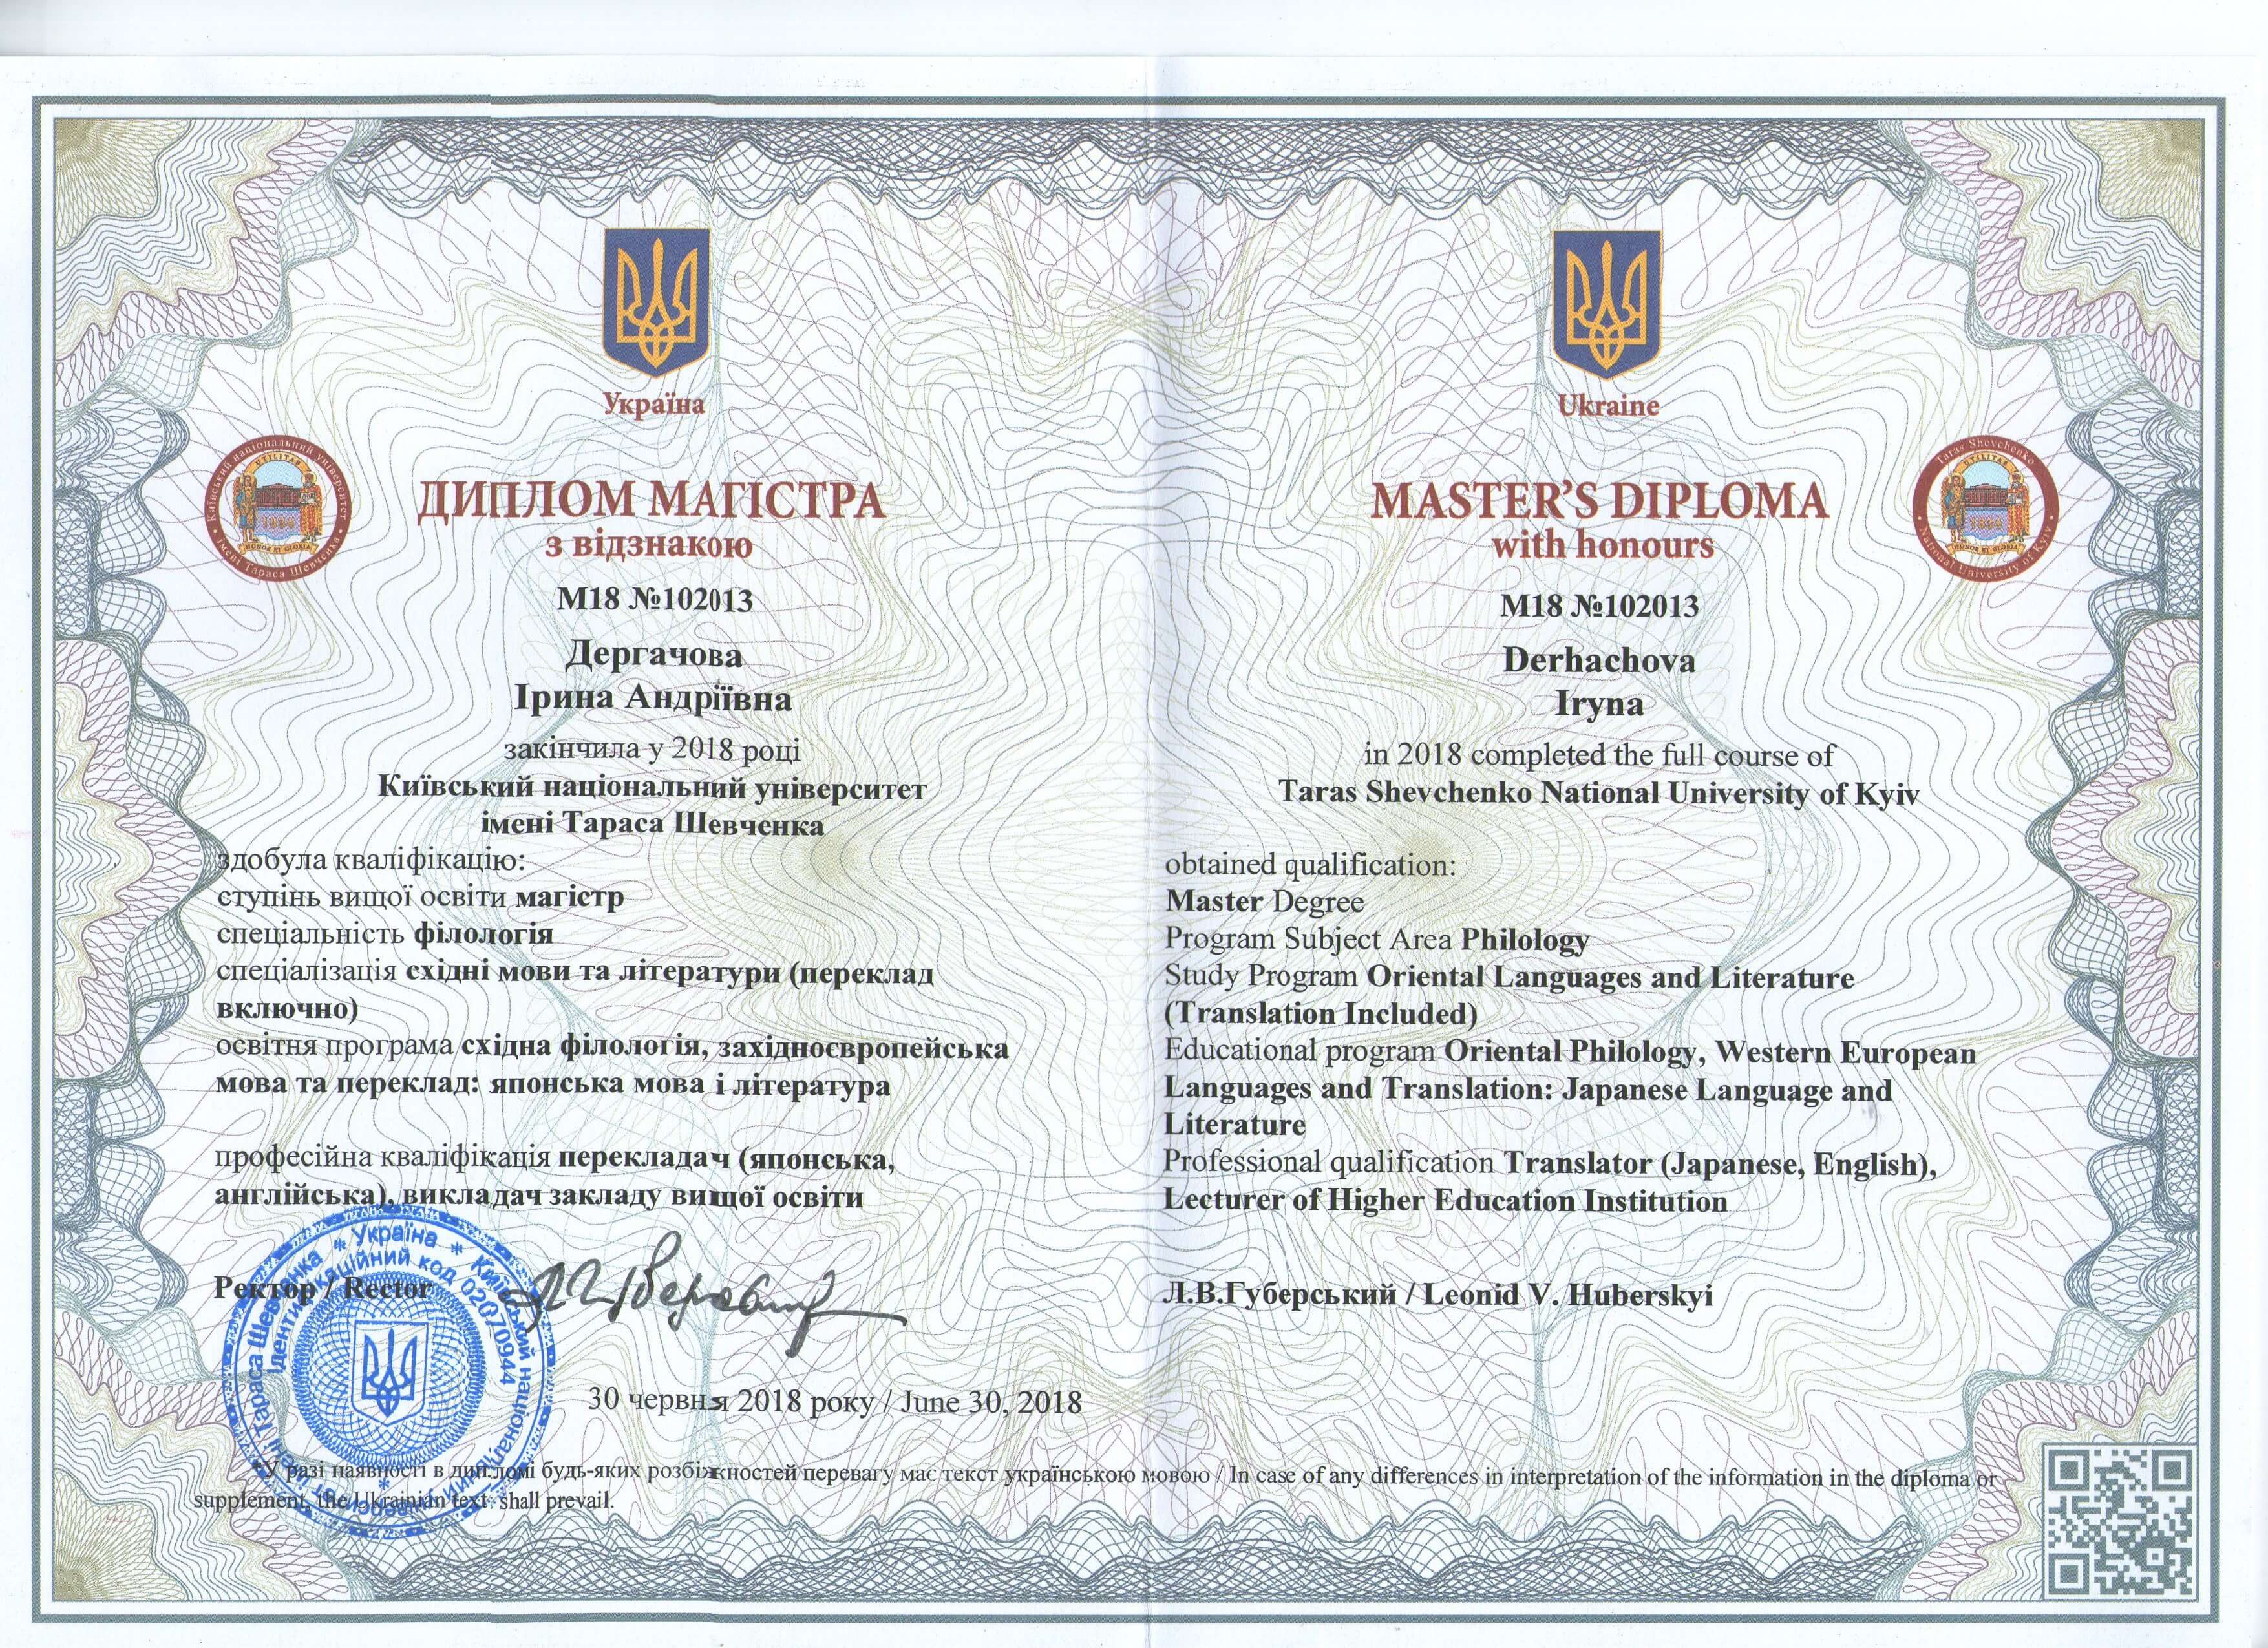 Україна
ДИПЛОМ МАГІСТРА
з відзнакою
М18 №102013
Дергачова
Ірина Андріївна
закінчила у 2018 році
Київський національний університет
імені Тараса Шевченка
здобула кваліфікацію:
ступінь вищої освіти магістр
спеціальність філологія
спеціалізація східні мови та літератури (переклад
включно)
освітня програма східна філологія, західноєвропейська
мова та переклад: японська мова і література
професійна кваліфікація перекладач (японська,
англійська), викладач закладу вищої освіти
Ukraine
MASTER'S DIPLOMA
with honours
M18 №102013
Derhachova
Iryna
in 2018 completed the full course of
Taras Shevchenko National University of Kyiv
obtained qualification:
Master Degree
Program Subject Area Philology
Study Program Oriental Languages and Literature
(Translation Included)
Educational program Oriental Philology, Western European
Languages and Translation: Japanese Language and
Literature
Professional qualification Translator (Japanese, English),
Lecturer of Higher Education Institution
Ректор / Rector
Л.В.Губерський / Leonid V. Huberskyi
30 червня 2018 року / June 30, 2018
*У разі наявності в дипломі будь-яких розбіжностей перевагу має текст українською мовою / In case of any differences in interpretation of the information in the diploma or
supplement, the Ukrainian text shall prevail.
Київський національний університет імені Тараса Шевченка
UTILITAS
1834
HONOR ET GLORIA
Taras Shevchenko National University of Kyiv
UTILITAS
1834
HONOR ET GLORIA
* Україна * Київський національний університет імені Тараса Шевченка
Ідентифікаційний код 02070944